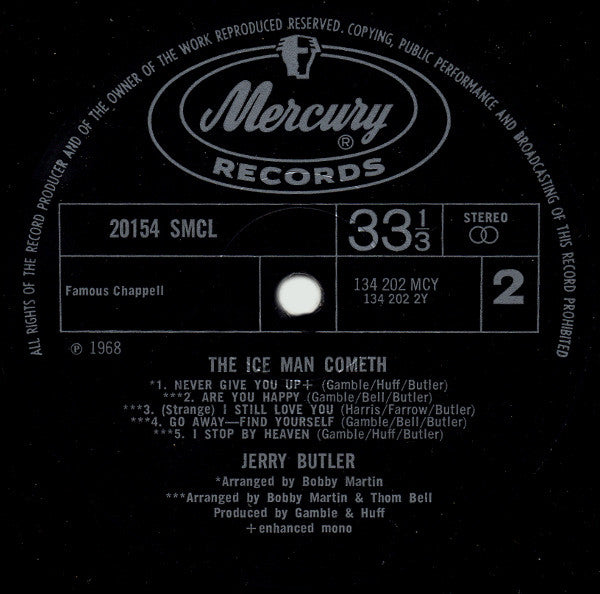 ALL RIGHTS OF THE RECORD PRODUCER AND OF THE OWNER OF THE WORK REPRODUCED RESERVED. COPYING, PUBLIC PERFORMANCE AND BROADCASTING OF THIS RECORD PROHIBITED
Mercury®
RECORDS
20154 SMCL
33⅓
STEREO
Famous Chappell
134 202 MCY
134 202 2Y
2
℗ 1968
THE ICE MAN COMETH
*1. NEVER GIVE YOU UP+ (Gamble/Huff/Butler)
***2. ARE YOU HAPPY (Gamble/Bell/Butler)
***3. (Strange) I STILL LOVE YOU (Harris/Farrow/Butler)
***4. GO AWAY—FIND YOURSELF (Gamble/Bell/Butler)
***5. I STOP BY HEAVEN (Gamble/Huff/Butler)
JERRY BUTLER
*Arranged by Bobby Martin
***Arranged by Bobby Martin & Thom Bell
Produced by Gamble & Huff
+enhanced mono